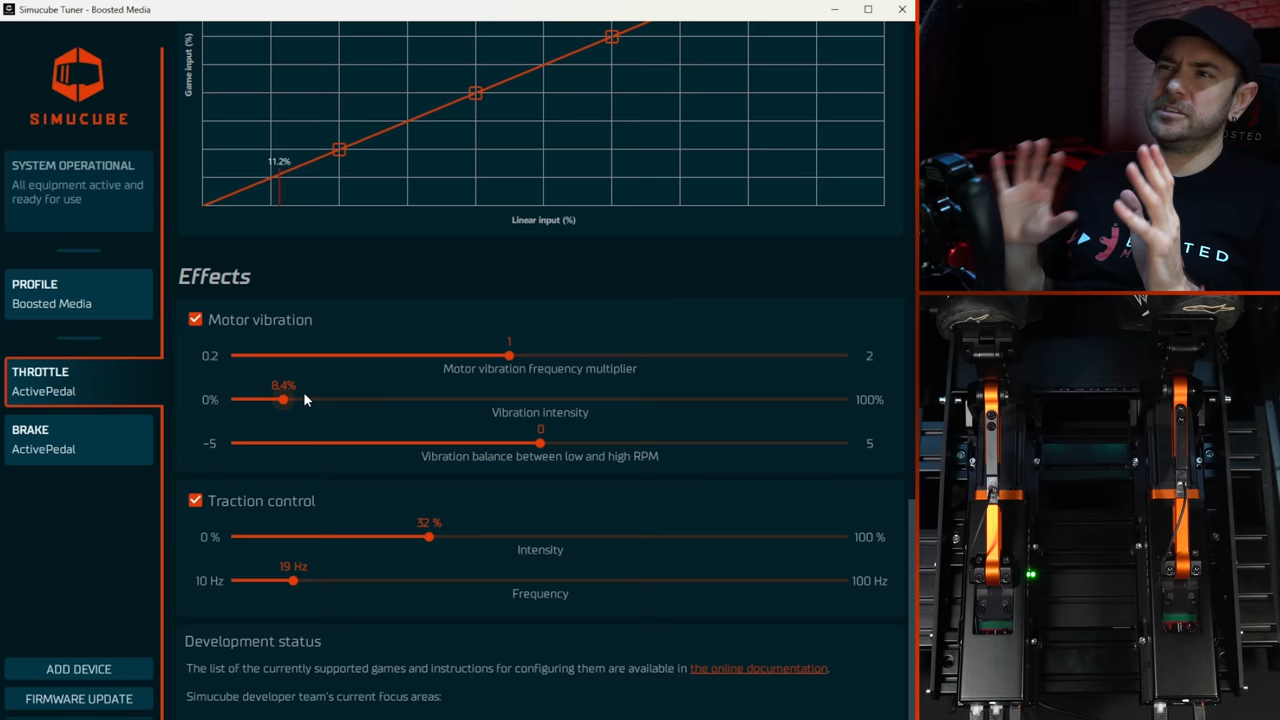 Simucube Tuner - Boosted Media
SIMUCUBE
SYSTEM OPERATIONAL
All equipment active and
ready for use
PROFILE
Boosted Media
THROTTLE
ActivePedal
BRAKE
ActivePedal
ADD DEVICE
FIRMWARE UPDATE
Game input (%)
11.2%
Linear input (%)
Effects
Motor vibration
1
0.2
2
Motor vibration frequency multiplier
8.4%
0%
100%
Vibration intensity
0
-5
5
Vibration balance between low and high RPM
Traction control
32 %
0 %
100 %
Intensity
19 Hz
10 Hz
100 Hz
Frequency
Development status
The list of the currently supported games and instructions for configuring them are available in the online documentation.
Simucube developer team's current focus areas: